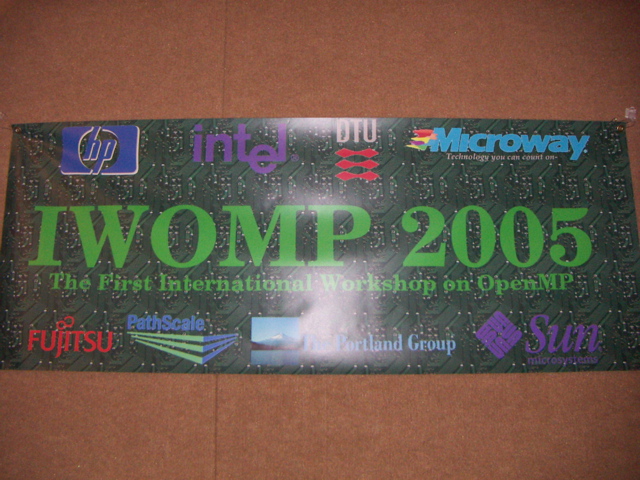 hp
intel
DTU
Microway
Technology you can count on
IWOMP 2005
The First International Workshop on OpenMP
FUJITSU
PathScale
The Portland Group
Sun
microsystems